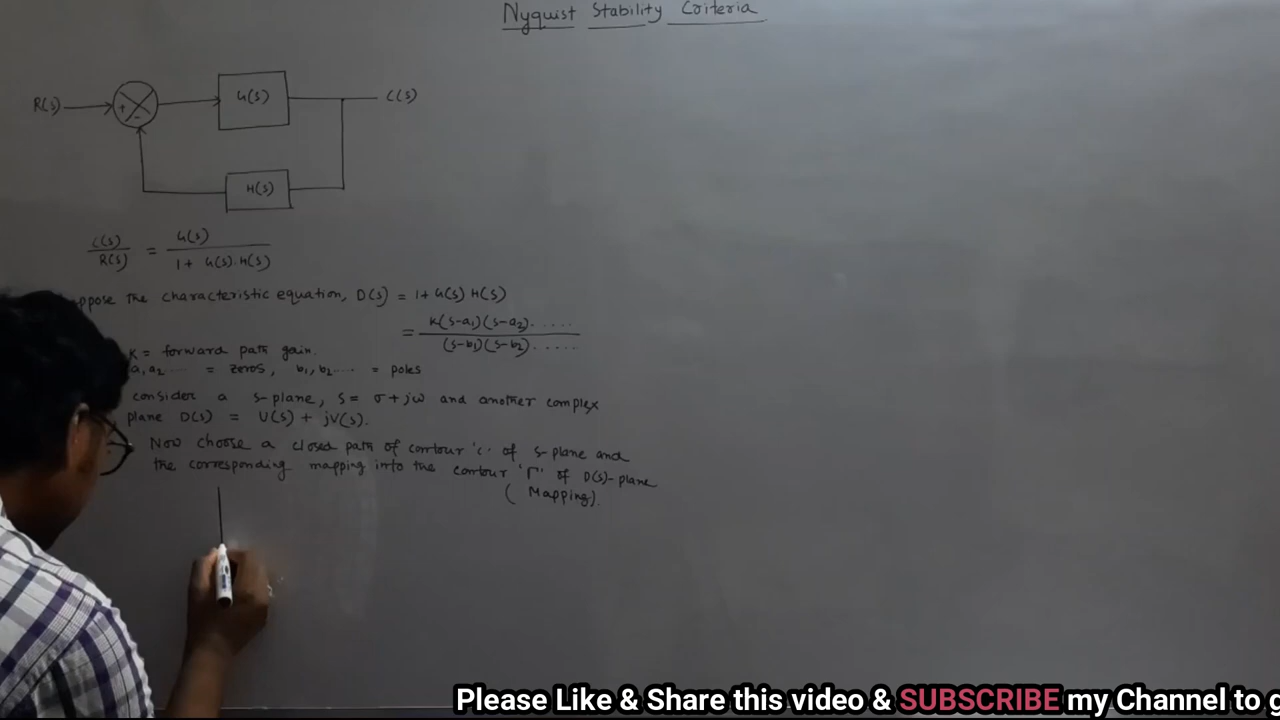 Nyquist Stability Criteria
R(s)
+
-
G(s)
C(s)
H(s)
C(s)/R(s) = G(s)/1 + G(s).H(s)
ppose the characteristic equation, D(s) = 1 + G(s) H(s)
= K(s-a₁)(s-a₂)...../(s-b₁)(s-b₂)......
K = forward path gain.
a₁ a₂.... = zeros, b₁, b₂..... = poles
consider a s-plane, s = σ + jω and another complex
plane D(s) = U(s) + jV(s).
Now choose a closed path of contour 'c' of s-plane and
the corresponding mapping into the contour 'Γ' of D(s)-plane
( Mapping).
Please Like & Share this video & SUBSCRIBE my Channel to g